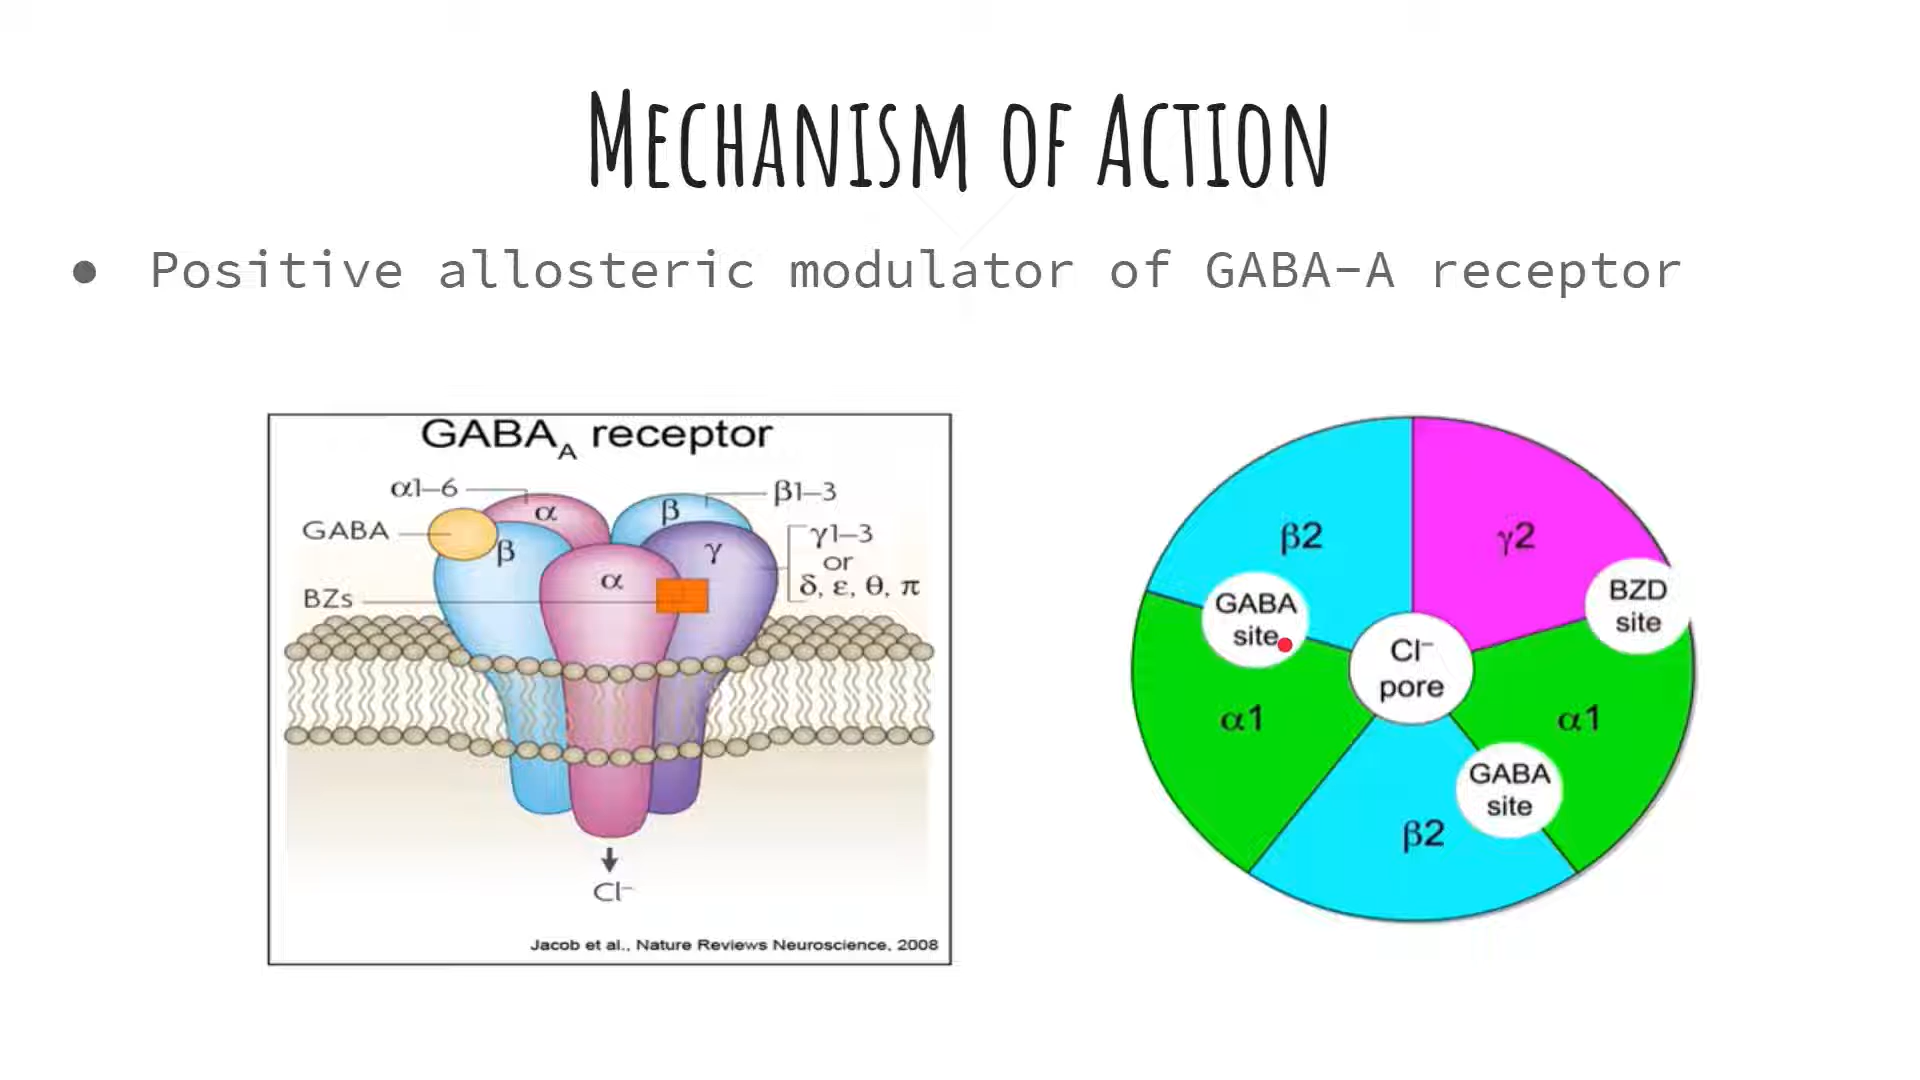 MECHANISM OF ACTION
● Positive allosteric modulator of GABA-A receptor
GABA_A receptor
α1–6
β1–3
GABA
α
β
β
γ
γ1–3
or
δ, ε, θ, π
α
BZs
Cl⁻
Jacob et al., Nature Reviews Neuroscience, 2008
β2
γ2
GABA
site
BZD
site
Cl⁻
pore
α1
α1
GABA
site
β2